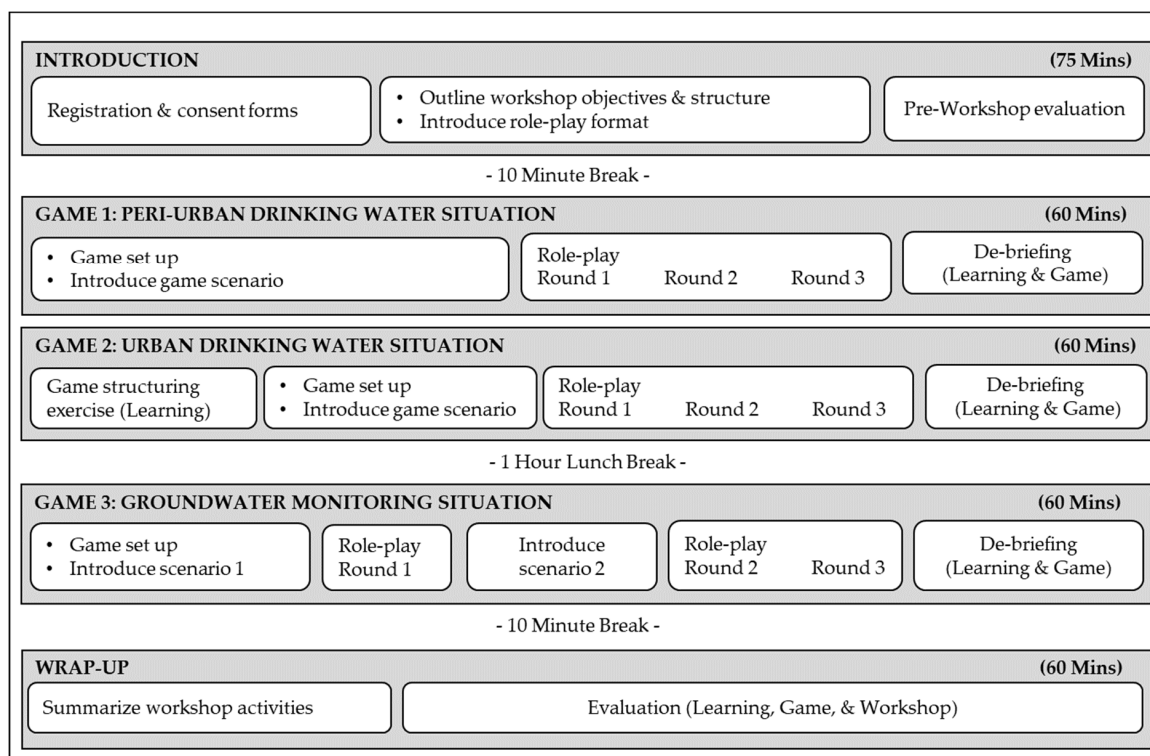 INTRODUCTION (75 Mins)
Registration & consent forms
• Outline workshop objectives & structure
• Introduce role-play format
Pre-Workshop evaluation
- 10 Minute Break -
GAME 1: PERI-URBAN DRINKING WATER SITUATION (60 Mins)
• Game set up
• Introduce game scenario
Role-play
Round 1 Round 2 Round 3
De-briefing
(Learning & Game)
GAME 2: URBAN DRINKING WATER SITUATION (60 Mins)
Game structuring
exercise (Learning)
• Game set up
• Introduce game scenario
Role-play
Round 1 Round 2 Round 3
De-briefing
(Learning & Game)
- 1 Hour Lunch Break -
GAME 3: GROUNDWATER MONITORING SITUATION (60 Mins)
• Game set up
• Introduce scenario 1
Role-play
Round 1
Introduce
scenario 2
Role-play
Round 2 Round 3
De-briefing
(Learning & Game)
- 10 Minute Break -
WRAP-UP (60 Mins)
Summarize workshop activities
Evaluation (Learning, Game, & Workshop)